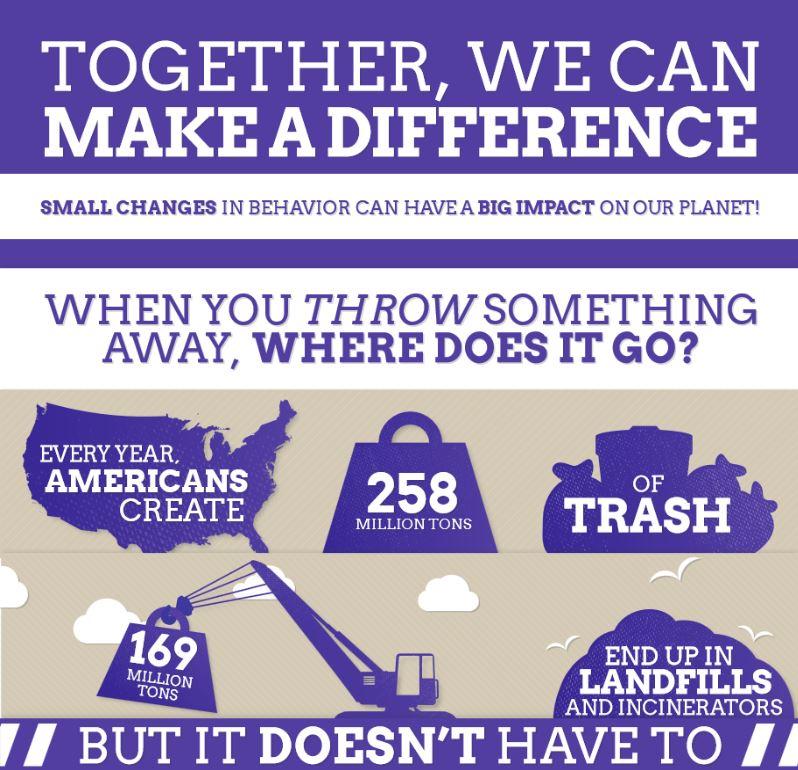 TOGETHER, WE CAN
MAKE A DIFFERENCE
SMALL CHANGES IN BEHAVIOR CAN HAVE A BIG IMPACT ON OUR PLANET!
WHEN YOU THROW SOMETHING
AWAY, WHERE DOES IT GO?
EVERY YEAR,
AMERICANS
CREATE
258
MILLION TONS
OF
TRASH
169
MILLION
TONS
END UP IN
LANDFILLS
AND INCINERATORS
BUT IT DOESN'T HAVE TO